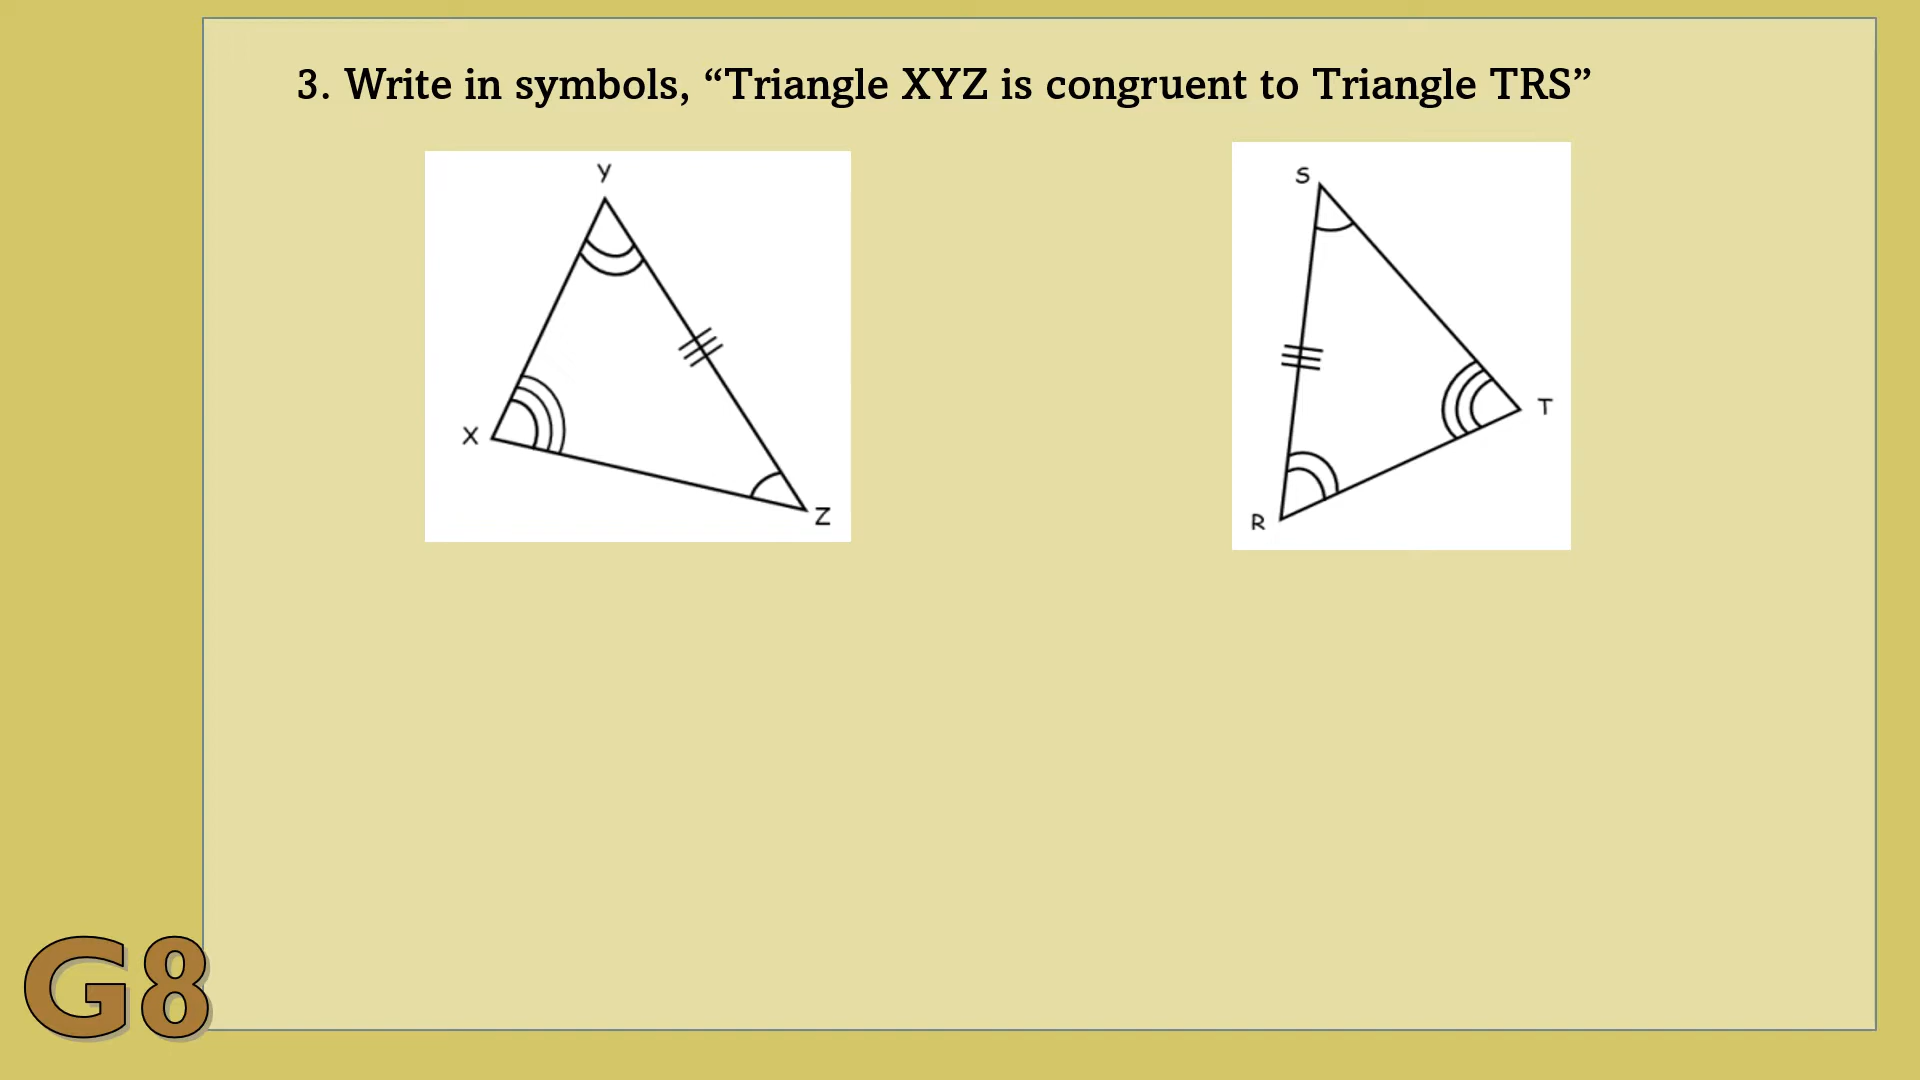 3. Write in symbols, “Triangle XYZ is congruent to Triangle TRS”
Y
X
Z
S
T
R
G8